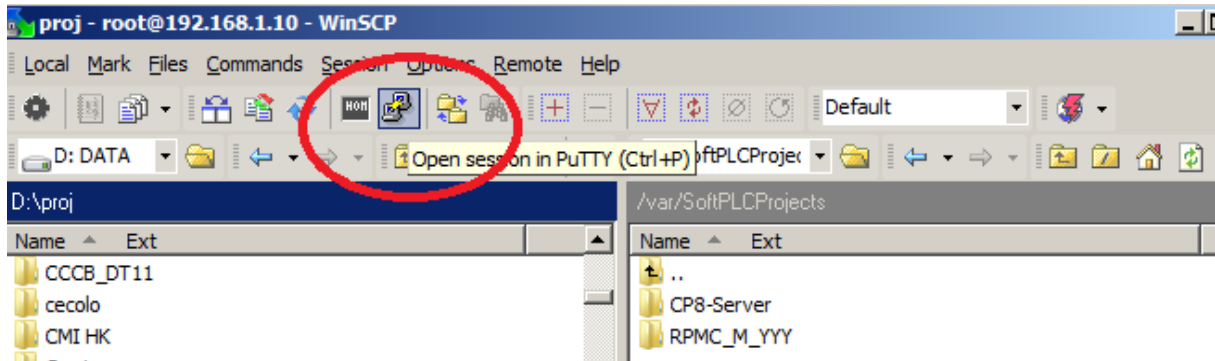 proj - root@192.168.1.10 - WinSCP
Local Mark Files Commands Session Options Remote Help
Default
D: DATA Open session in PuTTY (Ctrl+P) oftPLCProjec
D:\proj /var/SoftPLCProjects
Name Ext Name Ext
CCCB_DT11 ..
cecolo CP8-Server
CMI HK RPMC_M_YYY